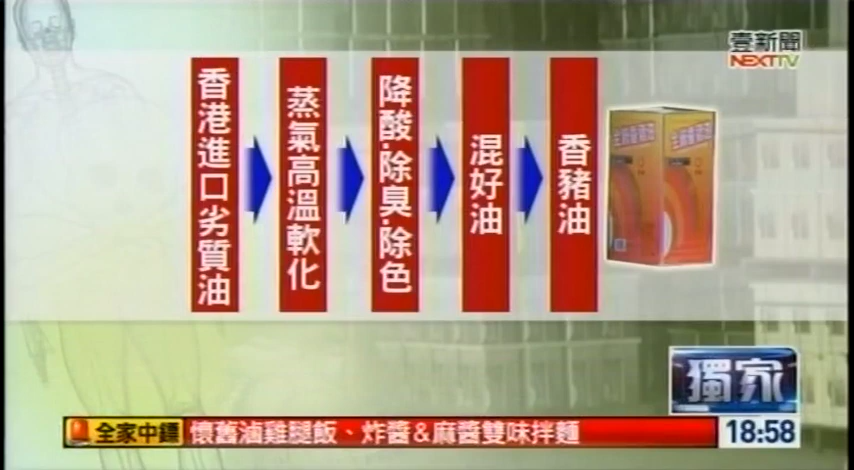 壹新聞
NEXTTV
香港進口劣質油
蒸氣高溫軟化
降酸.除臭.除色
混好油
香豬油
獨家
全家中鏢
懷舊滷雞腿飯、炸醬&麻醬雙味拌麵
18:58